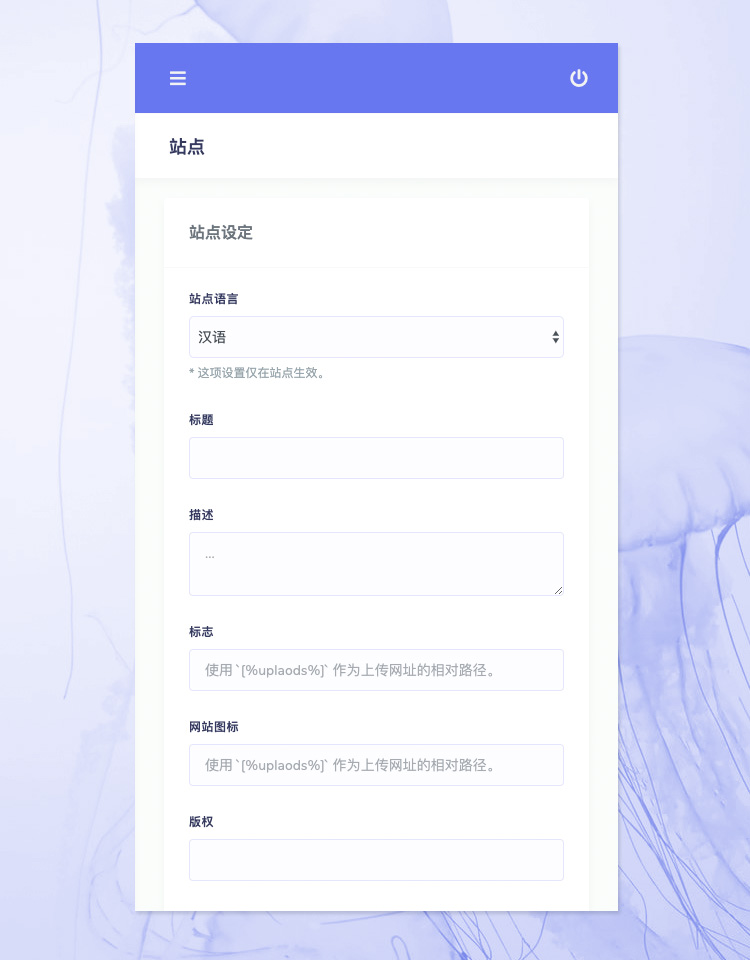 站点
站点设定
站点语言
汉语
* 这项设置仅在站点生效。
标题
描述
...
标志
使用`[%uplaods%]` 作为上传网址的相对路径。
网站图标
使用`[%uplaods%]` 作为上传网址的相对路径。
版权